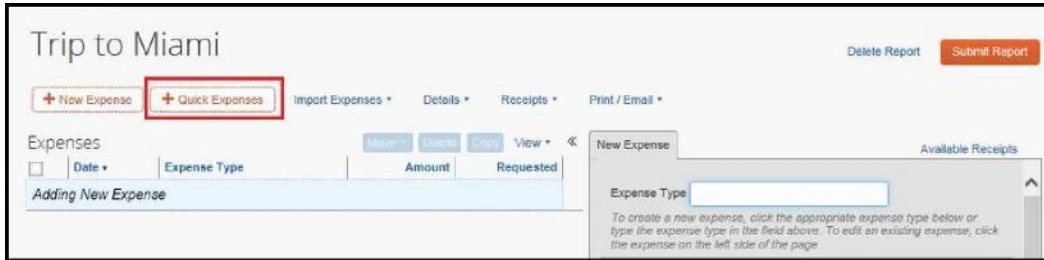 Trip to Miami
Delete Report
Submit Report
+ New Expense
+ Quick Expenses
Import Expenses
Details
Receipts
Print / Email
Expenses
Move
Delete
Copy
View
«
New Expense
Available Receipts
Date
Expense Type
Amount
Requested
Adding New Expense
Expense Type
To create a new expense, click the appropriate expense type below or
type the expense type in the field above. To edit an existing expense, click
the expense on the left side of the page.